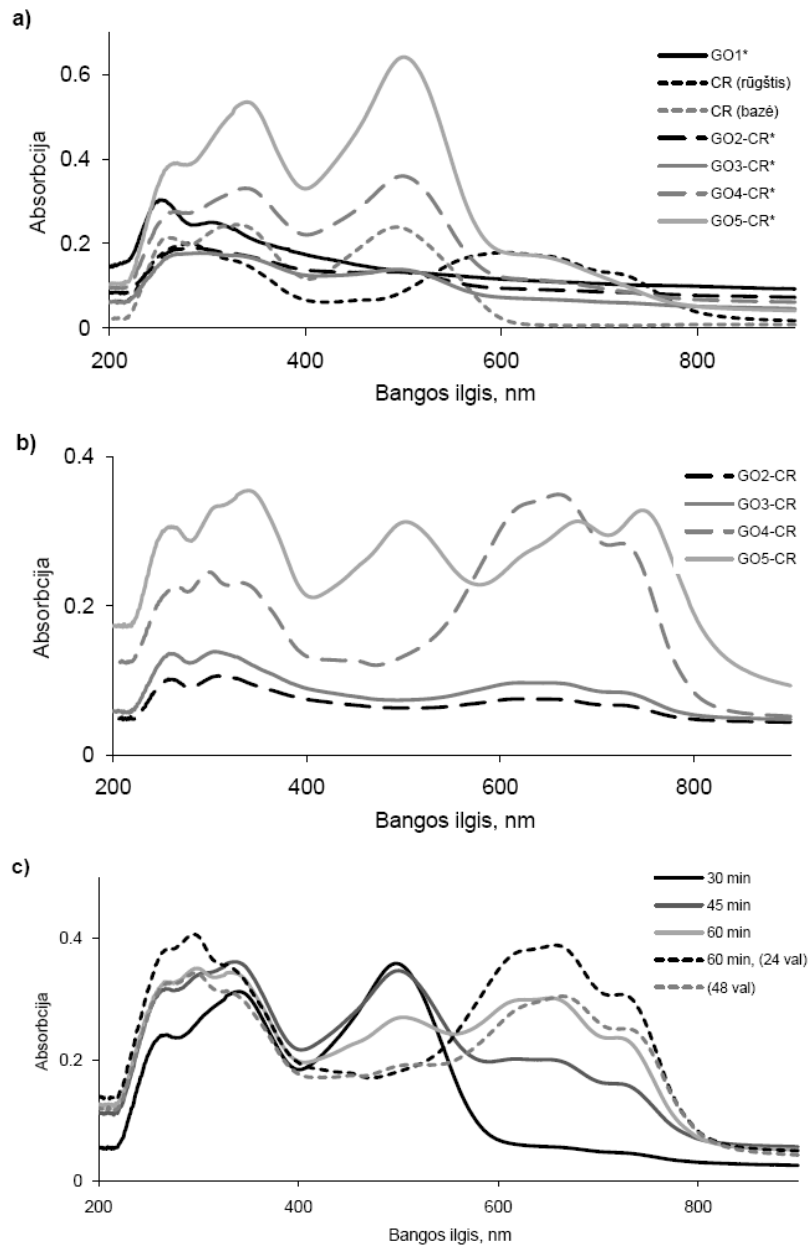 a)
0.6
0.4
0.2
0
Absorbcija
200
400
600
800
Bangos ilgis, nm
GO1*
CR (rūgštis)
CR (bazė)
GO2-CR*
GO3-CR*
GO4-CR*
GO5-CR*
b)
0.4
0.2
0
Absorbcija
200
400
600
800
Bangos ilgis, nm
GO2-CR
GO3-CR
GO4-CR
GO5-CR
c)
0.4
0.2
0
Absorbcija
200
400
600
800
Bangos ilgis, nm
30 min
45 min
60 min
60 min, (24 val)
(48 val)